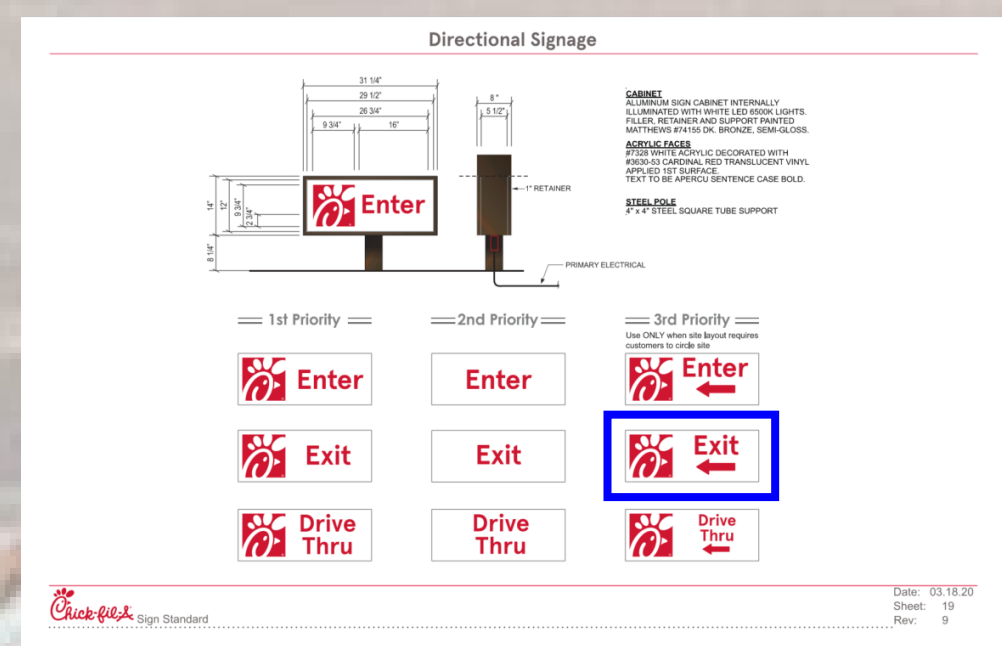 Directional Signage
31 1/4"
29 1/2"
26 3/4"
9 3/4" 16"
8 "
5 1/2"
14"
12"
9 3/4"
2 3/4"
8 1/4"
Enter
1" RETAINER
PRIMARY ELECTRICAL
CABINET
ALUMINUM SIGN CABINET INTERNALLY
ILLUMINATED WITH WHITE LED 6500K LIGHTS.
FILLER, RETAINER AND SUPPORT PAINTED
MATTHEWS #74155 DK. BRONZE, SEMI-GLOSS.
ACRYLIC FACES
#7328 WHITE ACRYLIC DECORATED WITH
#3630-53 CARDINAL RED TRANSLUCENT VINYL
APPLIED 1ST SURFACE.
TEXT TO BE APERCU SENTENCE CASE BOLD.
STEEL POLE
4" x 4" STEEL SQUARE TUBE SUPPORT
1st Priority
Enter
Exit
Drive
Thru
2nd Priority
Enter
Exit
Drive
Thru
3rd Priority
Use ONLY when site layout requires
customers to circle site
Enter
Exit
Drive
Thru
Chick-fil-A Sign Standard
Date: 03.18.20
Sheet: 19
Rev: 9